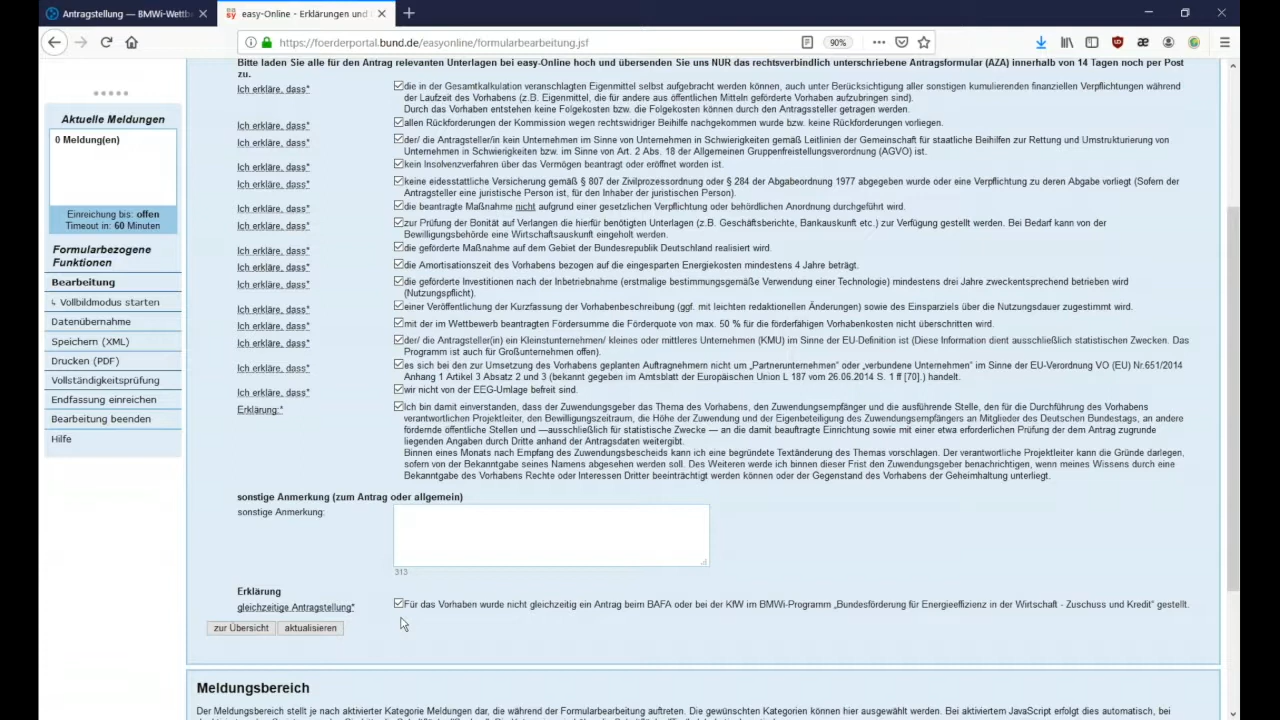 Antragstellung — BMWi-Wettb
easy-Online - Erklärungen und
https://foerderportal.bund.de/easyonline/formularbearbeitung.jsf
90%
Aktuelle Meldungen
0 Meldung(en)
Einreichung bis: offen
Timeout in: 60 Minuten
Formularbezogene
Funktionen
Bearbeitung
↳ Vollbildmodus starten
Datenübernahme
Speichern (XML)
Drucken (PDF)
Vollständigkeitsprüfung
Endfassung einreichen
Bearbeitung beenden
Hilfe
Bitte laden Sie alle für den Antrag relevanten Unterlagen bei easy-Online hoch und übersenden Sie uns NUR das rechtsverbindlich unterschriebene Antragsformular (AZA) innerhalb von 14 Tagen noch per Post
zu.
Ich erkläre, dass* die in der Gesamtkalkulation veranschlagten Eigenmittel selbst aufgebracht werden können, auch unter Berücksichtigung aller sonstigen kumulierenden finanziellen Verpflichtungen während
der Laufzeit des Vorhabens (z.B. Eigenmittel, die für andere aus öffentlichen Mitteln geförderte Vorhaben aufzubringen sind).
Durch das Vorhaben entstehen keine Folgekosten bzw. die Folgekosten können durch den Antragsteller getragen werden.
Ich erkläre, dass* allen Rückforderungen der Kommission wegen rechtswidriger Beihilfe nachgekommen wurde bzw. keine Rückforderungen vorliegen.
Ich erkläre, dass* der/ die Antragsteller/in kein Unternehmen im Sinne von Unternehmen in Schwierigkeiten gemäß Leitlinien der Gemeinschaft für staatliche Beihilfen zur Rettung und Umstrukturierung von
Unternehmen in Schwierigkeiten bzw. im Sinne von Art. 2 Abs. 18 der Allgemeinen Gruppenfreistellungsverordnung (AGVO) ist.
Ich erkläre, dass* kein Insolvenzverfahren über das Vermögen beantragt oder eröffnet worden ist.
Ich erkläre, dass* keine eidesstattliche Versicherung gemäß § 807 der Zivilprozessordnung oder § 284 der Abgabeordnung 1977 abgegeben wurde oder eine Verpflichtung zu deren Abgabe vorliegt (Sofern der
Antragsteller eine juristische Person ist, für den Inhaber der juristischen Person).
Ich erkläre, dass* die beantragte Maßnahme nicht aufgrund einer gesetzlichen Verpflichtung oder behördlichen Anordnung durchgeführt wird.
Ich erkläre, dass* zur Prüfung der Bonität auf Verlangen die hierfür benötigten Unterlagen (z.B. Geschäftsberichte, Bankauskunft etc.) zur Verfügung gestellt werden. Bei Bedarf kann von der
Bewilligungsbehörde eine Wirtschaftsauskunft eingeholt werden.
Ich erkläre, dass* die geförderte Maßnahme auf dem Gebiet der Bundesrepublik Deutschland realisiert wird.
Ich erkläre, dass* die Amortisationszeit des Vorhabens bezogen auf die eingesparten Energiekosten mindestens 4 Jahre beträgt.
Ich erkläre, dass* die geförderte Investitionen nach der Inbetriebnahme (erstmalige bestimmungsgemäße Verwendung einer Technologie) mindestens drei Jahre zweckentsprechend betrieben wird
(Nutzungspflicht).
Ich erkläre, dass* einer Veröffentlichung der Kurzfassung der Vorhabenbeschreibung (ggf. mit leichten redaktionellen Änderungen) sowie des Einsparziels über die Nutzungsdauer zugestimmt wird.
Ich erkläre, dass* mit der im Wettbewerb beantragten Fördersumme die Förderquote von max. 50 % für die förderfähigen Vorhabenkosten nicht überschritten wird.
Ich erkläre, dass* der/ die Antragsteller(in) ein Kleinstunternehmen/ kleines oder mittleres Unternehmen (KMU) im Sinne der EU-Definition ist (Diese Information dient ausschließlich statistischen Zwecken. Das
Programm ist auch für Großunternehmen offen).
Ich erkläre, dass* es sich bei den zur Umsetzung des Vorhabens geplanten Auftragnehmern nicht um „Partnerunternehmen" oder „verbundene Unternehmen" im Sinne der EU-Verordnung VO (EU) Nr.651/2014
Anhang 1 Artikel 3 Absatz 2 und 3 (bekannt gegeben im Amtsblatt der Europäischen Union L 187 vom 26.06.2014 S. 1 ff [70].) handelt.
Ich erkläre, dass* wir nicht von der EEG-Umlage befreit sind.
Erklärung:* Ich bin damit einverstanden, dass der Zuwendungsgeber das Thema des Vorhabens, den Zuwendungsempfänger und die ausführende Stelle, den für die Durchführung des Vorhabens
verantwortlichen Projektleiter, den Bewilligungszeitraum, die Höhe der Zuwendung und der Eigenbeteiligung des Zuwendungsempfängers an Mitglieder des Deutschen Bundestags, an andere
fördernde öffentliche Stellen und —ausschließlich für statistische Zwecke — an die damit beauftragte Einrichtung sowie mit einer etwa erforderlichen Prüfung der dem Antrag zugrunde
liegenden Angaben durch Dritte anhand der Antragsdaten weitergibt.
Binnen eines Monats nach Empfang des Zuwendungsbescheids kann ich eine begründete Textänderung des Themas vorschlagen. Der verantwortliche Projektleiter kann die Gründe darlegen,
sofern von der Bekanntgabe seines Namens abgesehen werden soll. Des Weiteren werde ich binnen dieser Frist den Zuwendungsgeber benachrichtigen, wenn meines Wissens durch eine
Bekanntgabe des Vorhabens Rechte oder Interessen Dritter beeinträchtigt werden können oder der Gegenstand des Vorhabens der Geheimhaltung unterliegt.
sonstige Anmerkung (zum Antrag oder allgemein)
sonstige Anmerkung:
313
Erklärung
gleichzeitige Antragstellung* Für das Vorhaben wurde nicht gleichzeitig ein Antrag beim BAFA oder bei der KfW im BMWi-Programm „Bundesförderung für Energieeffizienz in der Wirtschaft - Zuschuss und Kredit" gestellt.
zur Übersicht aktualisieren
Meldungsbereich
Der Meldungsbereich stellt je nach aktivierter Kategorie Meldungen dar, die während der Formularbearbeitung auftreten. Die gewünschten Kategorien können hier ausgewählt werden. Bei aktiviertem JavaScript erfolgt dies automatisch, bei